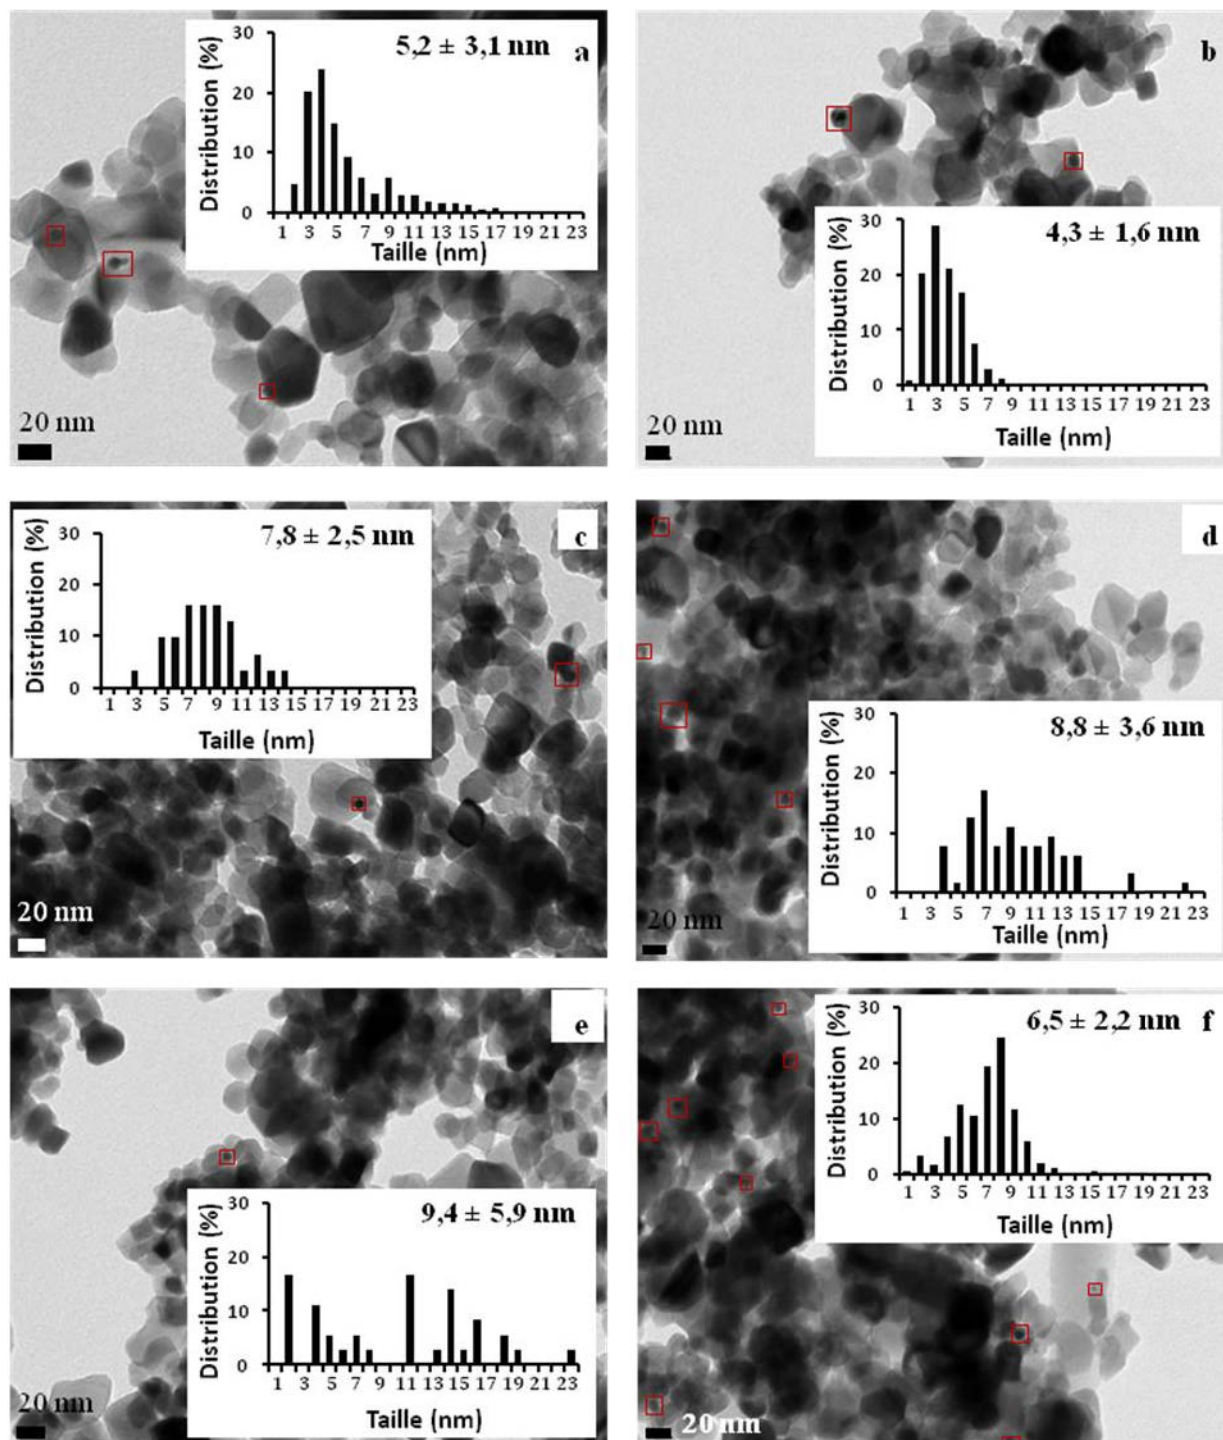 5,2 ± 3,1 nm
a
Distribution (%)
30
20
10
0
1 3 5 7 9 11 13 15 17 19 21 23
Taille (nm)
20 nm
b
4,3 ± 1,6 nm
Distribution (%)
30
20
10
0
1 3 5 7 9 11 13 15 17 19 21 23
Taille (nm)
20 nm
7,8 ± 2,5 nm
c
Distribution (%)
30
20
10
0
1 3 5 7 9 11 13 15 17 19 21 23
Taille (nm)
20 nm
d
8,8 ± 3,6 nm
Distribution (%)
30
20
10
0
1 3 5 7 9 11 13 15 17 19 21 23
Taille (nm)
20 nm
e
9,4 ± 5,9 nm
Distribution (%)
30
20
10
0
1 3 5 7 9 11 13 15 17 19 21 23
Taille (nm)
20 nm
6,5 ± 2,2 nm
f
Distribution (%)
30
20
10
0
1 3 5 7 9 11 13 15 17 19 21 23
Taille (nm)
20 nm